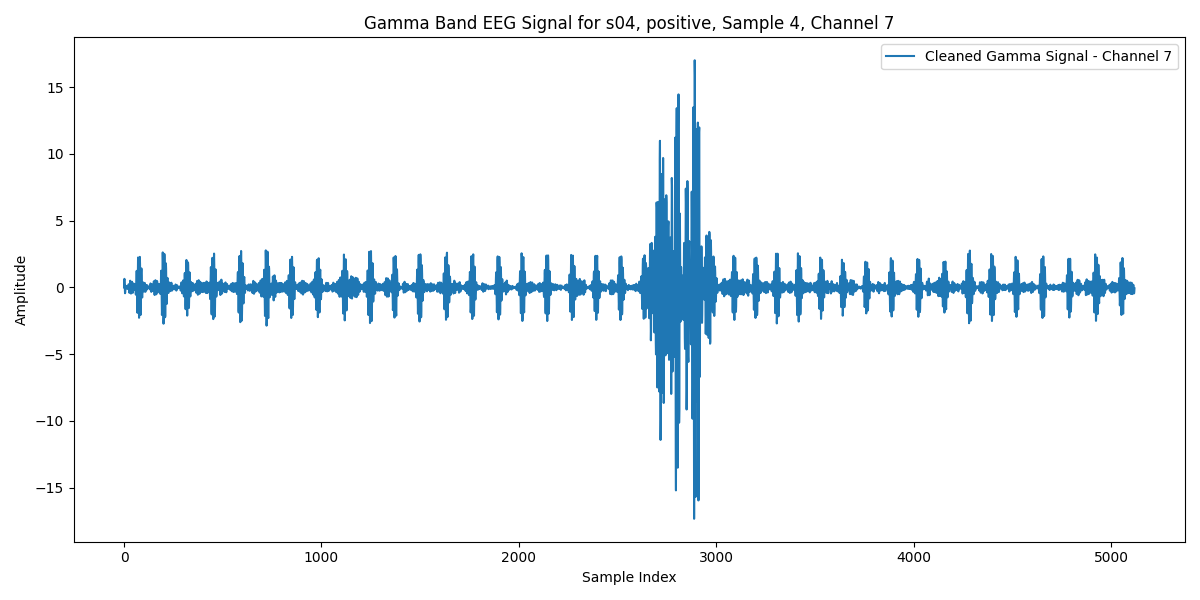 Gamma Band EEG Signal for s04, positive, Sample 4, Channel 7
Cleaned Gamma Signal - Channel 7
15
10
5
0
−5
−10
−15
Amplitude
0 1000 2000 3000 4000 5000
Sample Index